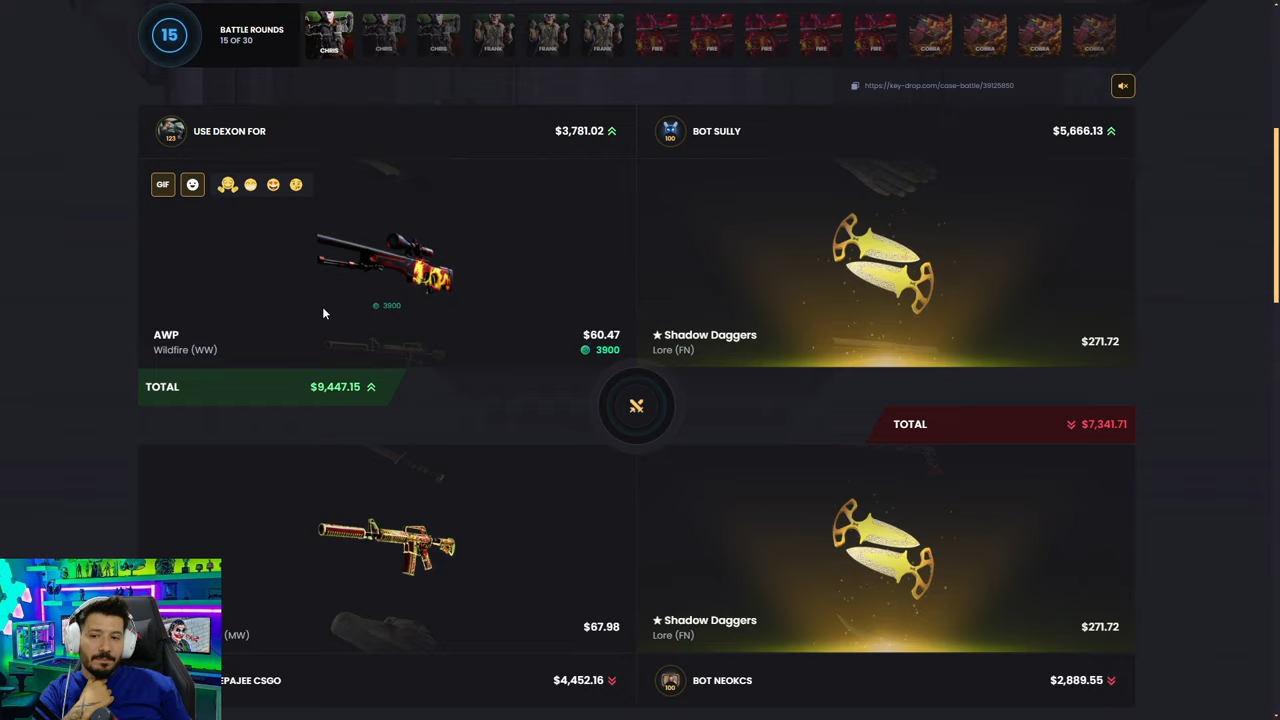 15
BATTLE ROUNDS
15 OF 30
CHRIS
CHRIS
CHRIS
FRANK
FRANK
FRANK
FIRE
FIRE
FIRE
FIRE
FIRE
COBRA
COBRA
COBRA
COBRA
https://key-drop.com/case-battle/39125850
123
USE DEXON FOR
$3,781.02
100
BOT SULLY
$5,666.13
GIF
3900
AWP
$60.47
Wildfire (WW)
3900
★ Shadow Daggers
Lore (FN)
$271.72
TOTAL
$9,447.15
TOTAL
$7,341.71
(MW)
$67.98
★ Shadow Daggers
Lore (FN)
$271.72
EPAJEE CSGO
$4,452.16
100
BOT NEOKCS
$2,889.55